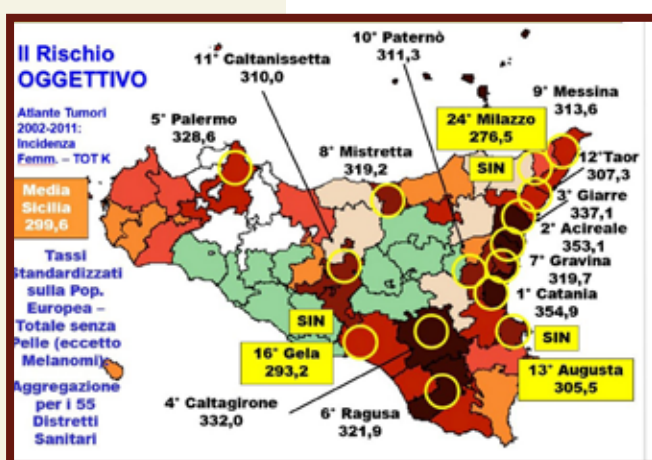 Il Rischio
OGGETTIVO
Atlante Tumori
2002-2011:
Incidenza
Femm. – TOT K
Media
Sicilia
299,6
Tassi
Standardizzati
sulla Pop.
Europea –
Totale senza
Pelle (eccetto
Melanomi).
Aggregazione
per i 55
Distretti
Sanitari
11° Caltanissetta
310,0
10° Paternò
311,3
5° Palermo
328,6
8° Mistretta
319,2
24° Milazzo
276,5
SIN
9° Messina
313,6
12°Taor
307,3
3° Giarre
337,1
2° Acireale
353,1
7° Gravina
319,7
1° Catania
354,9
SIN
13° Augusta
305,5
SIN
16° Gela
293,2
4° Caltagirone
332,0
6° Ragusa
321,9